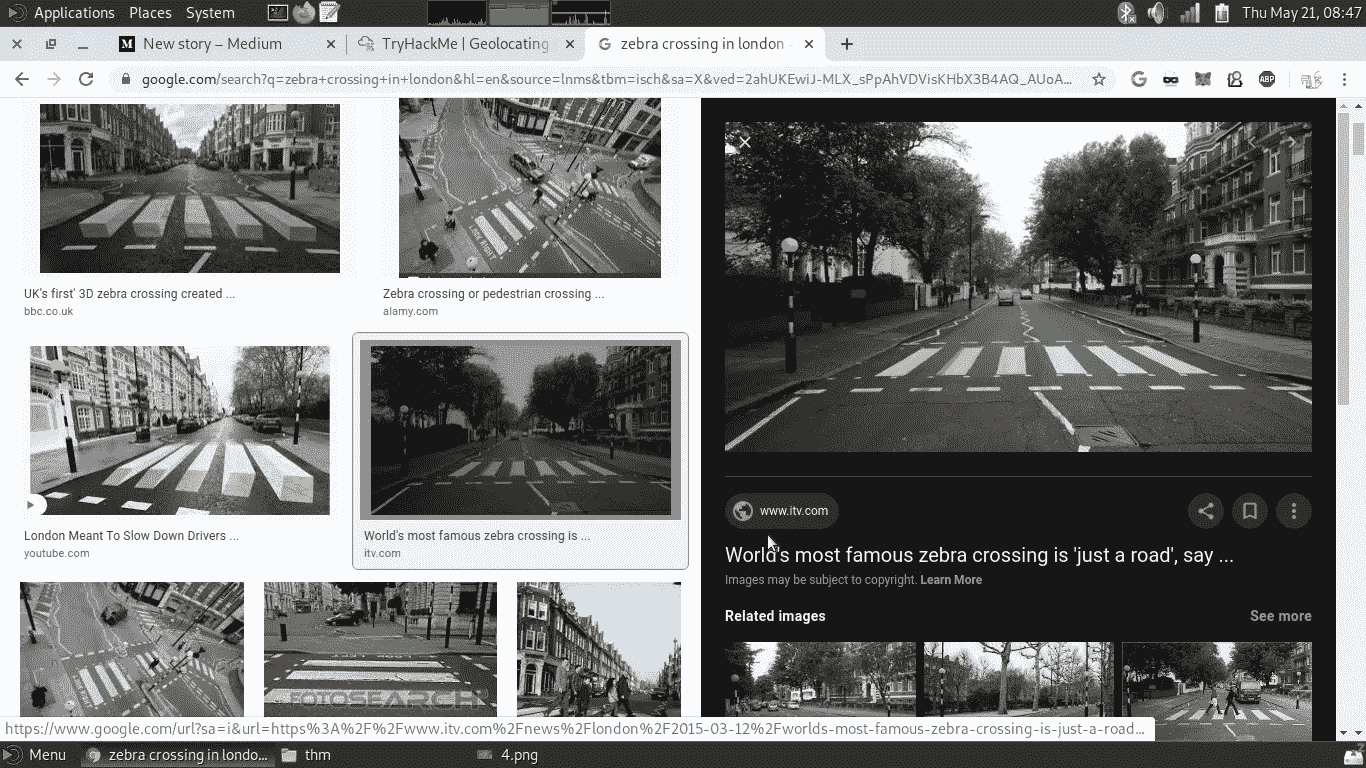 Applications Places System
Thu May 21, 08:47
New story – Medium
TryHackMe | Geolocating
zebra crossing in london -
google.com/search?q=zebra+crossing+in+london&hl=en&source=lnms&tbm=isch&sa=X&ved=2ahUKEwiJ-MLX_sPpAhVDVisKHbX3B4AQ_AUoA...
ABP
LOOK RIGHT
UK's first' 3D zebra crossing created ...
bbc.co.uk
Zebra crossing or pedestrian crossing ...
alamy.com
London Meant To Slow Down Drivers ...
youtube.com
World's most famous zebra crossing is ...
itv.com
www.itv.com
World's most famous zebra crossing is 'just a road', say ...
Images may be subject to copyright. Learn More
Related images
See more
FOTOSEARCH
https://www.google.com/url?sa=i&url=https%3A%2F%2Fwww.itv.com%2Fnews%2Flondon%2F2015-03-12%2Fworlds-most-famous-zebra-crossing-is-just-a-road...
Menu
zebra crossing in londo...
thm
4.png